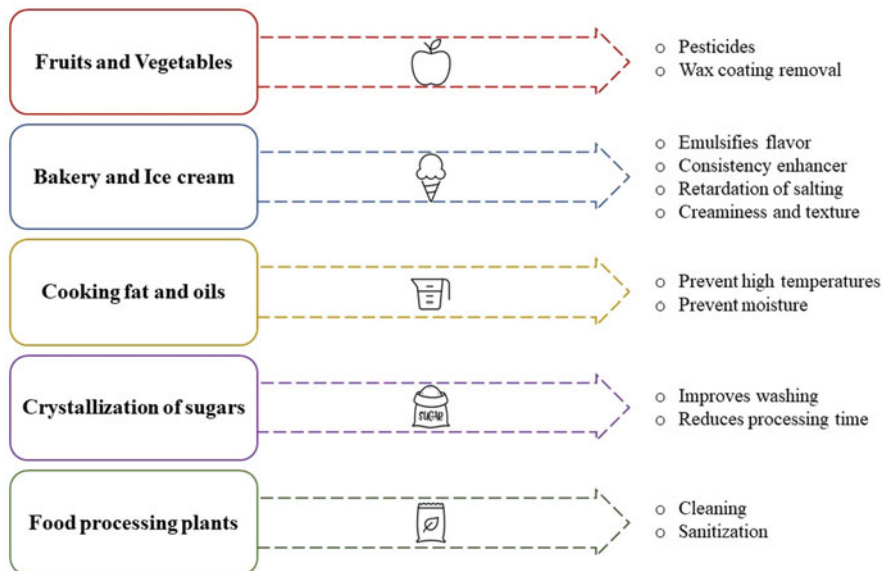 Fruits and Vegetables
○ Pesticides
○ Wax coating removal
Bakery and Ice cream
○ Emulsifies flavor
○ Consistency enhancer
○ Retardation of salting
○ Creaminess and texture
Cooking fat and oils
○ Prevent high temperatures
○ Prevent moisture
Crystallization of sugars
SUGAR
○ Improves washing
○ Reduces processing time
Food processing plants
○ Cleaning
○ Sanitization